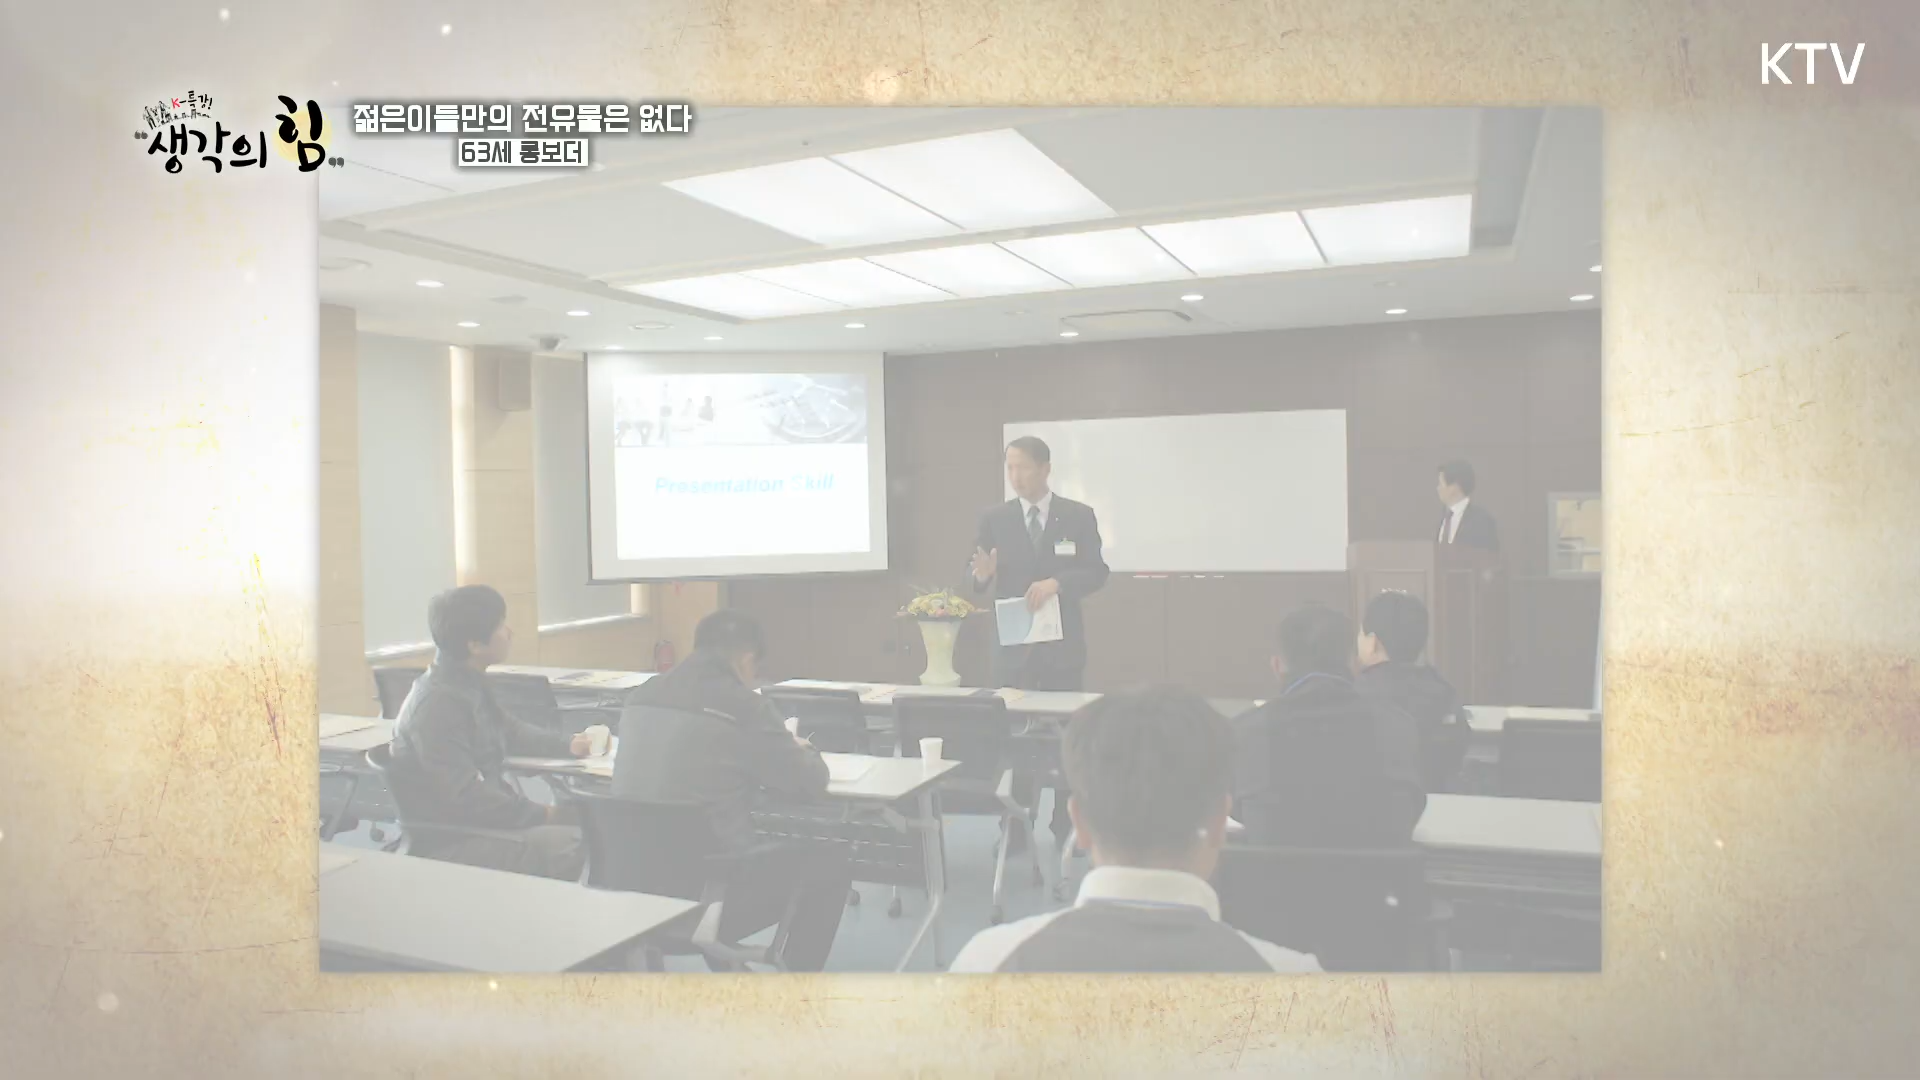 K-특강!
"생각의 힘"
젊은이들만의 전유물은 없다
63세 롱보더
KTV
Presentation Skill